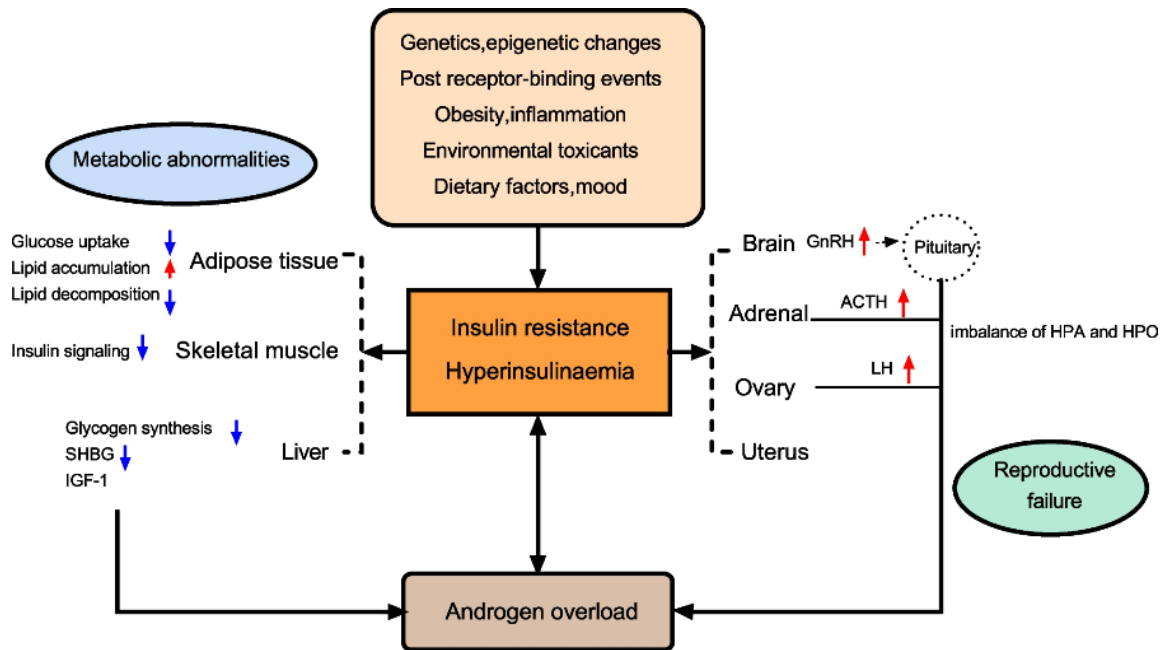 Genetics,epigenetic changes
Post receptor-binding events
Obesity,inflammation
Environmental toxicants
Dietary factors,mood
Metabolic abnormalities
Glucose uptake
Lipid accumulation
Lipid decomposition
Adipose tissue
Insulin signaling
Skeletal muscle
Glycogen synthesis
SHBG
IGF-1
Liver
Insulin resistance
Hyperinsulinaemia
Brain
GnRH
Pituitary
Adrenal
ACTH
imbalance of HPA and HPO
Ovary
LH
Uterus
Reproductive
failure
Androgen overload